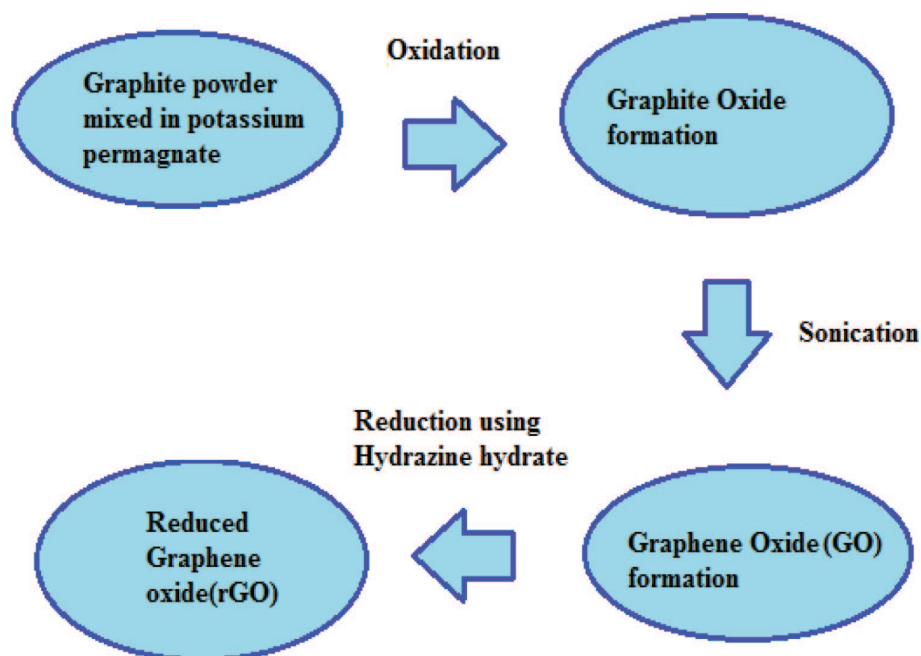 Graphite powder
mixed in potassium
permagnate
Oxidation
Graphite Oxide
formation
Sonication
Graphene Oxide (GO)
formation
Reduction using
Hydrazine hydrate
Reduced
Graphene
oxide(rGO)